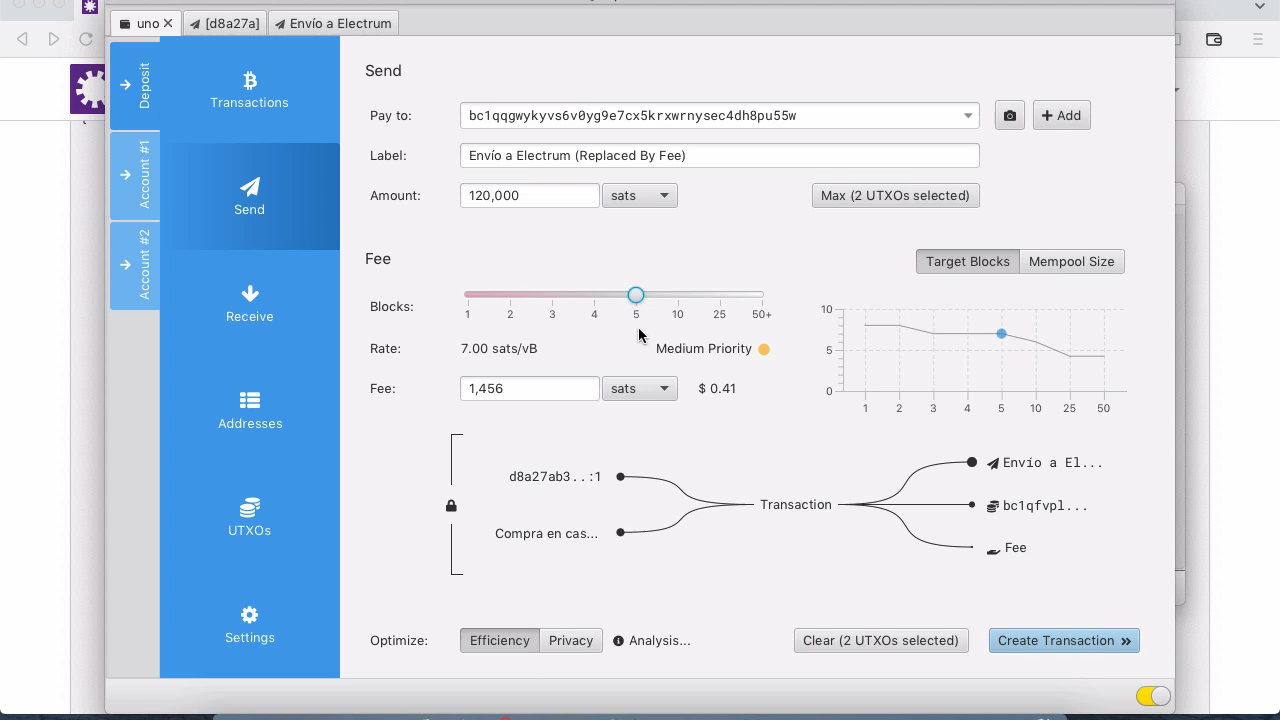 uno
[d8a27a]
Envío a Electrum
Deposit
Account #1
Account #2
Transactions
Send
Receive
Addresses
UTXOs
Settings
Send
Pay to: bc1qqgwykyvs6v0yg9e7cx5krxwrnysec4dh8pu55w Add
Label: Envío a Electrum (Replaced By Fee)
Amount: 120,000 sats Max (2 UTXOs selected)
Fee
Target Blocks Mempool Size
Blocks:
1 2 3 4 5 10 25 50+
Rate: 7.00 sats/vB Medium Priority
Fee: 1,456 sats $ 0.41
10
5
0
1 2 3 4 5 10 25 50
d8a27ab3..:1
Compra en cas...
Transaction
Envío a El...
bc1qfvpl...
Fee
Optimize: Efficiency Privacy Analysis... Clear (2 UTXOs selected) Create Transaction »